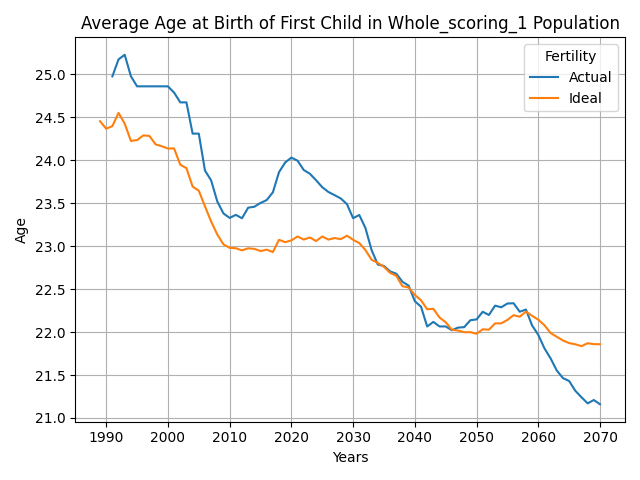 Average Age at Birth of First Child in Whole_scoring_1 Population
Fertility
Actual
Ideal
25.0
24.5
24.0
23.5
23.0
22.5
22.0
21.5
21.0
Age
1990 2000 2010 2020 2030 2040 2050 2060 2070
Years